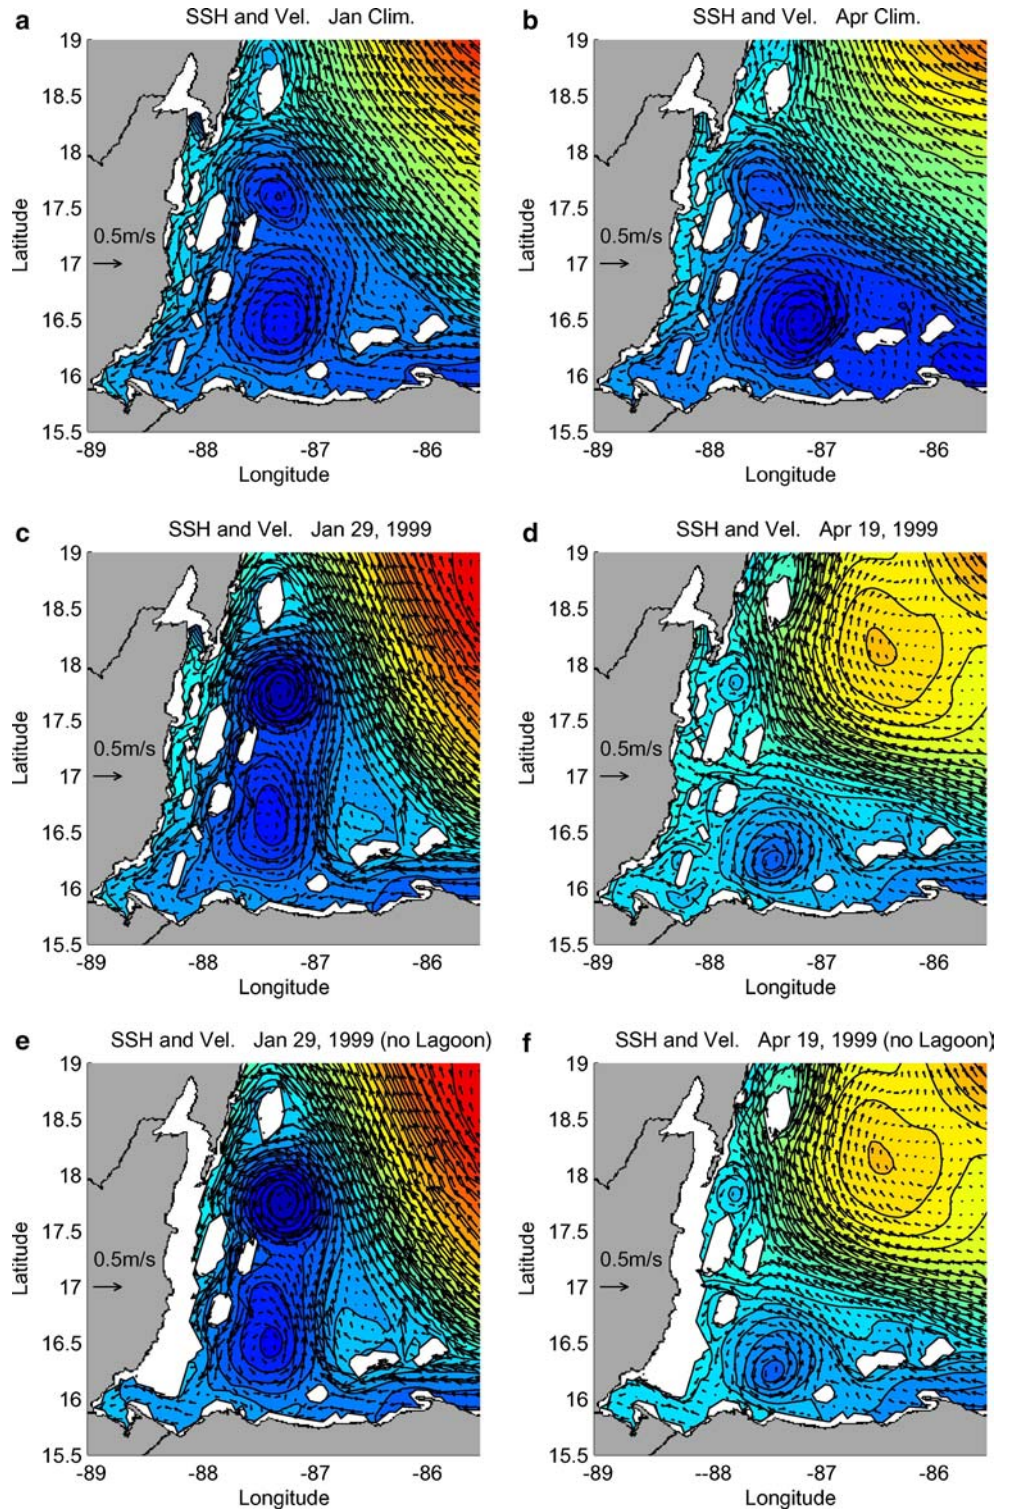 a SSH and Vel. Jan Clim.
19
18.5
18
17.5
17
16.5
16
15.5
Latitude
0.5m/s
-89 -88 -87 -86
Longitude
b SSH and Vel. Apr Clim.
19
18.5
18
17.5
17
16.5
16
15.5
Latitude
0.5m/s
-89 -88 -87 -86
Longitude
c SSH and Vel. Jan 29, 1999
19
18.5
18
17.5
17
16.5
16
15.5
Latitude
0.5m/s
-89 -88 -87 -86
Longitude
d SSH and Vel. Apr 19, 1999
19
18.5
18
17.5
17
16.5
16
15.5
Latitude
0.5m/s
-89 -88 -87 -86
Longitude
e SSH and Vel. Jan 29, 1999 (no Lagoon)
19
18.5
18
17.5
17
16.5
16
15.5
Latitude
0.5m/s
-89 -88 -87 -86
Longitude
f SSH and Vel. Apr 19, 1999 (no Lagoon)
19
18.5
18
17.5
17
16.5
16
15.5
Latitude
0.5m/s
-89 --88 -87 -86
Longitude